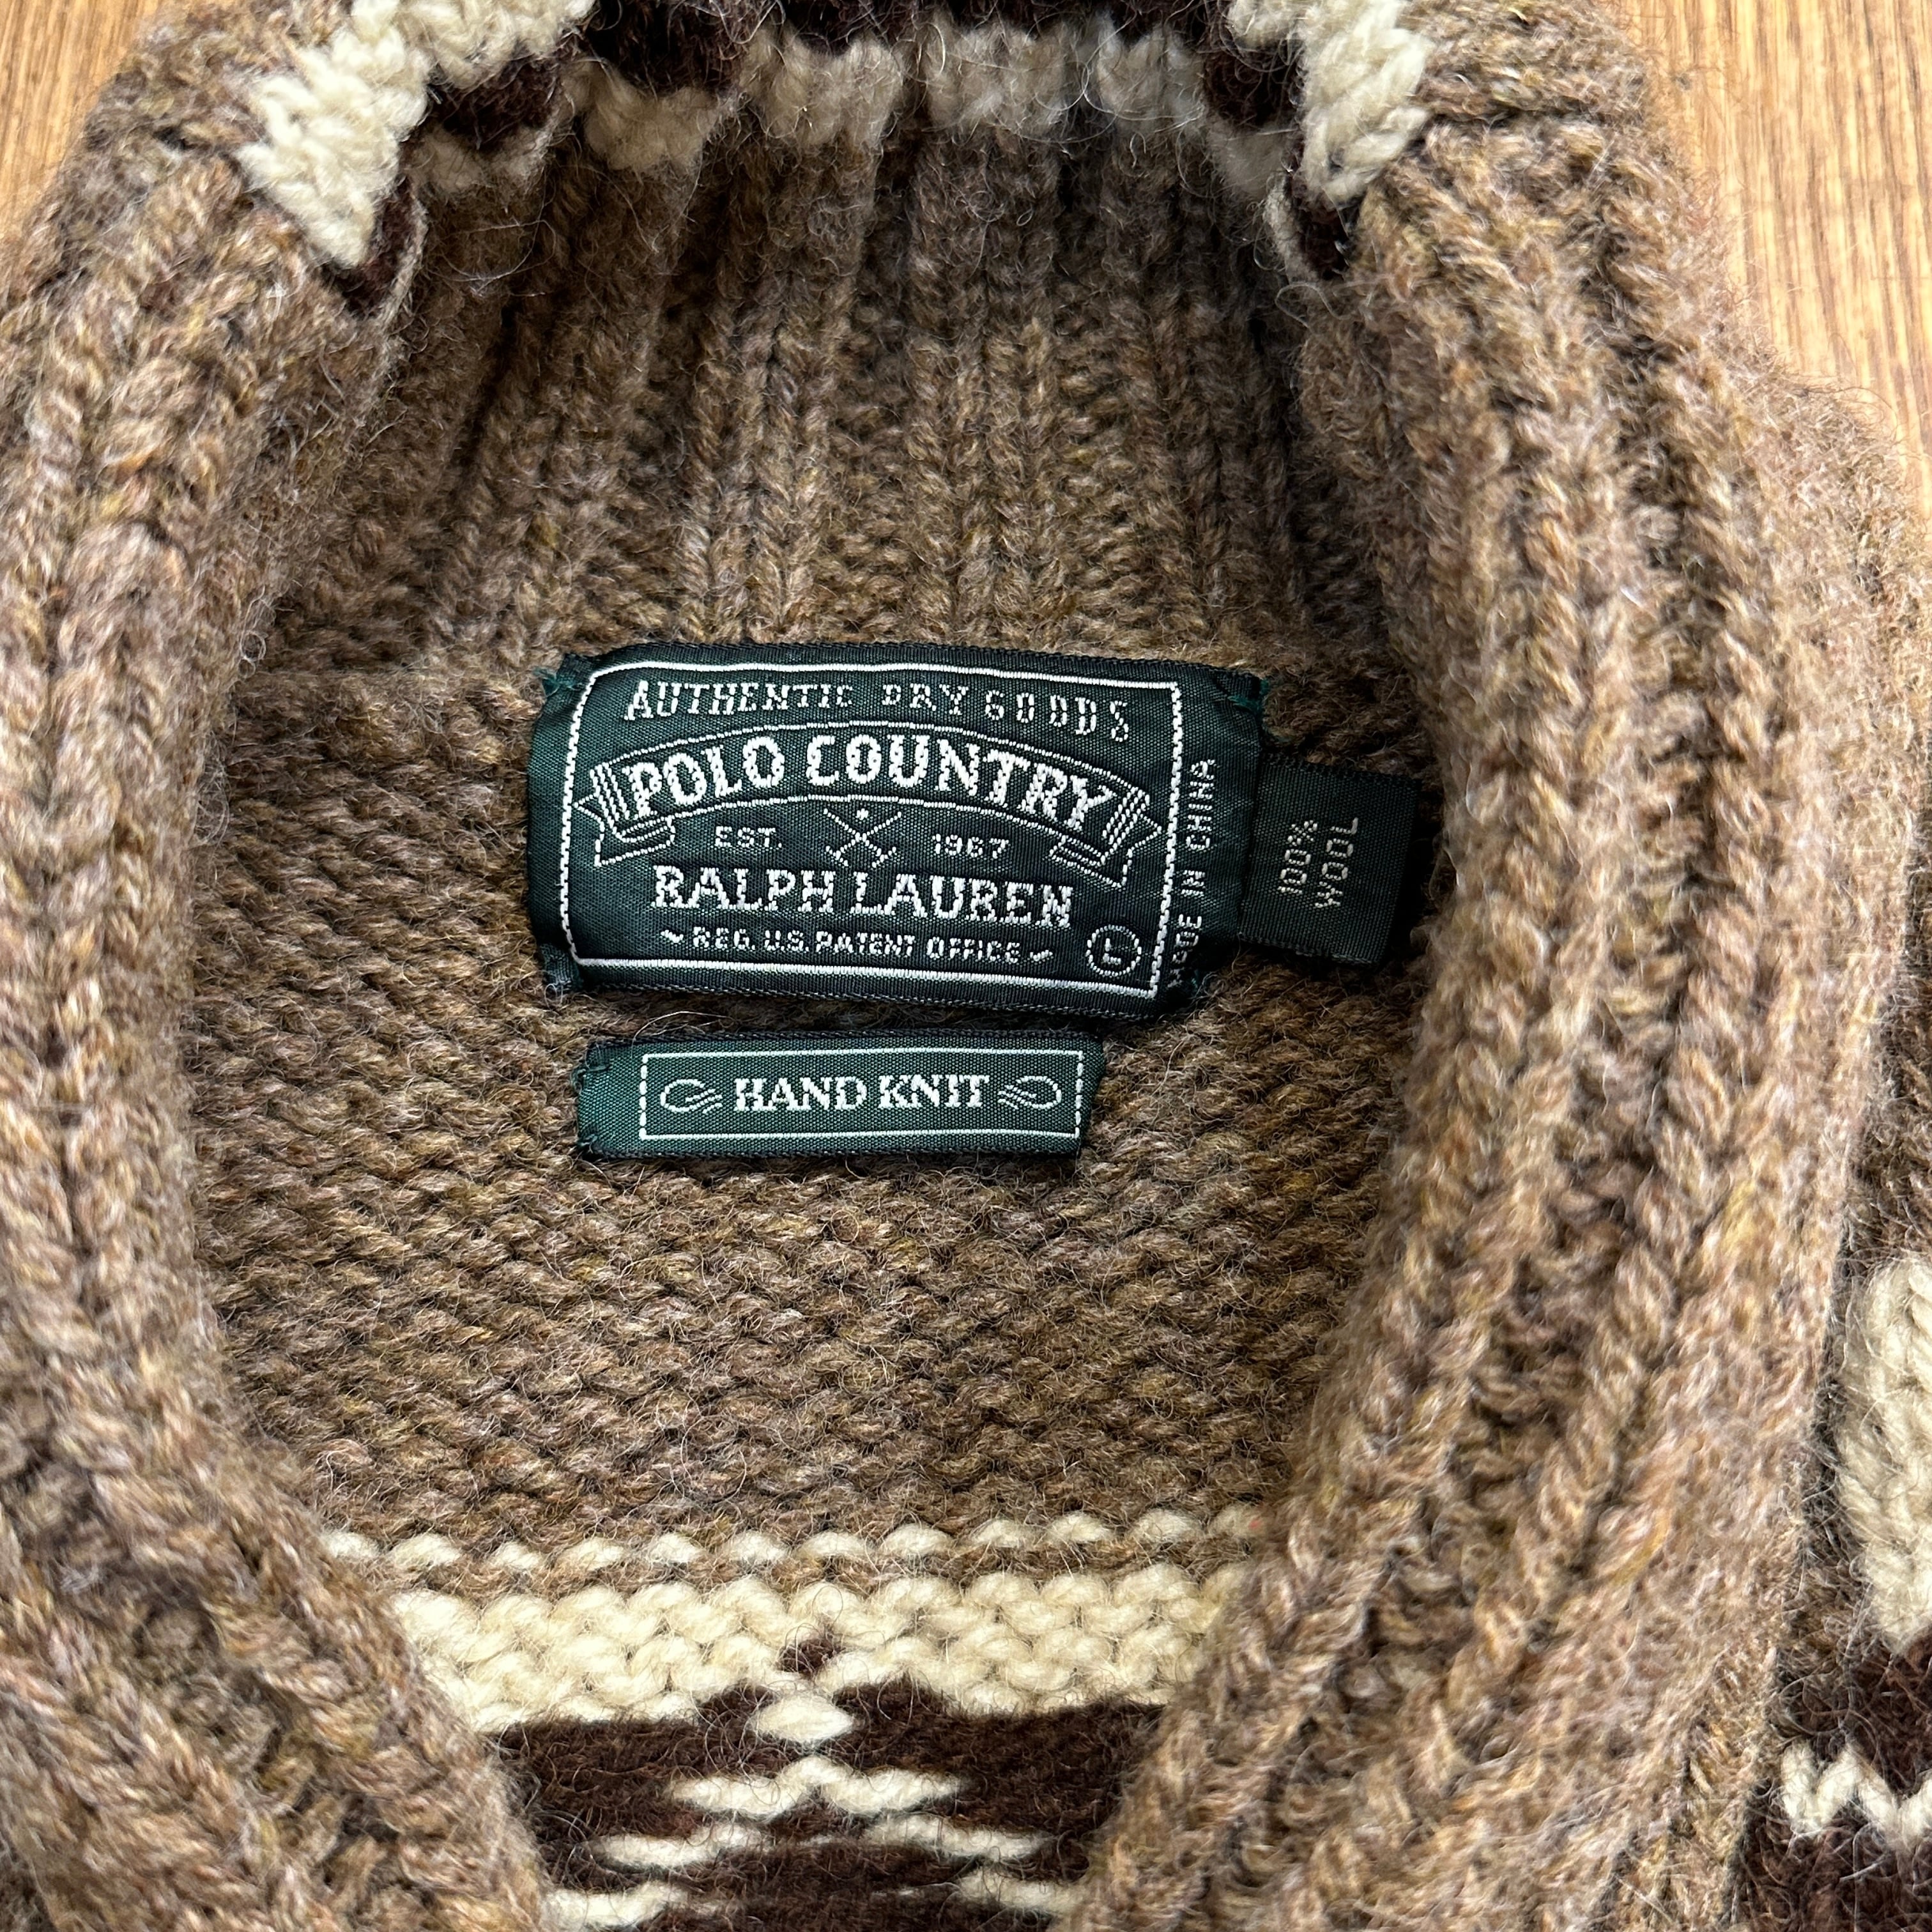 AUTHENTIC DRY GOODS
POLO COUNTRY
EST. 1967
RALPH LAUREN
REG. U.S. PATENT OFFICE
L
MADE IN CHINA
100%
WOOL
HAND KNIT